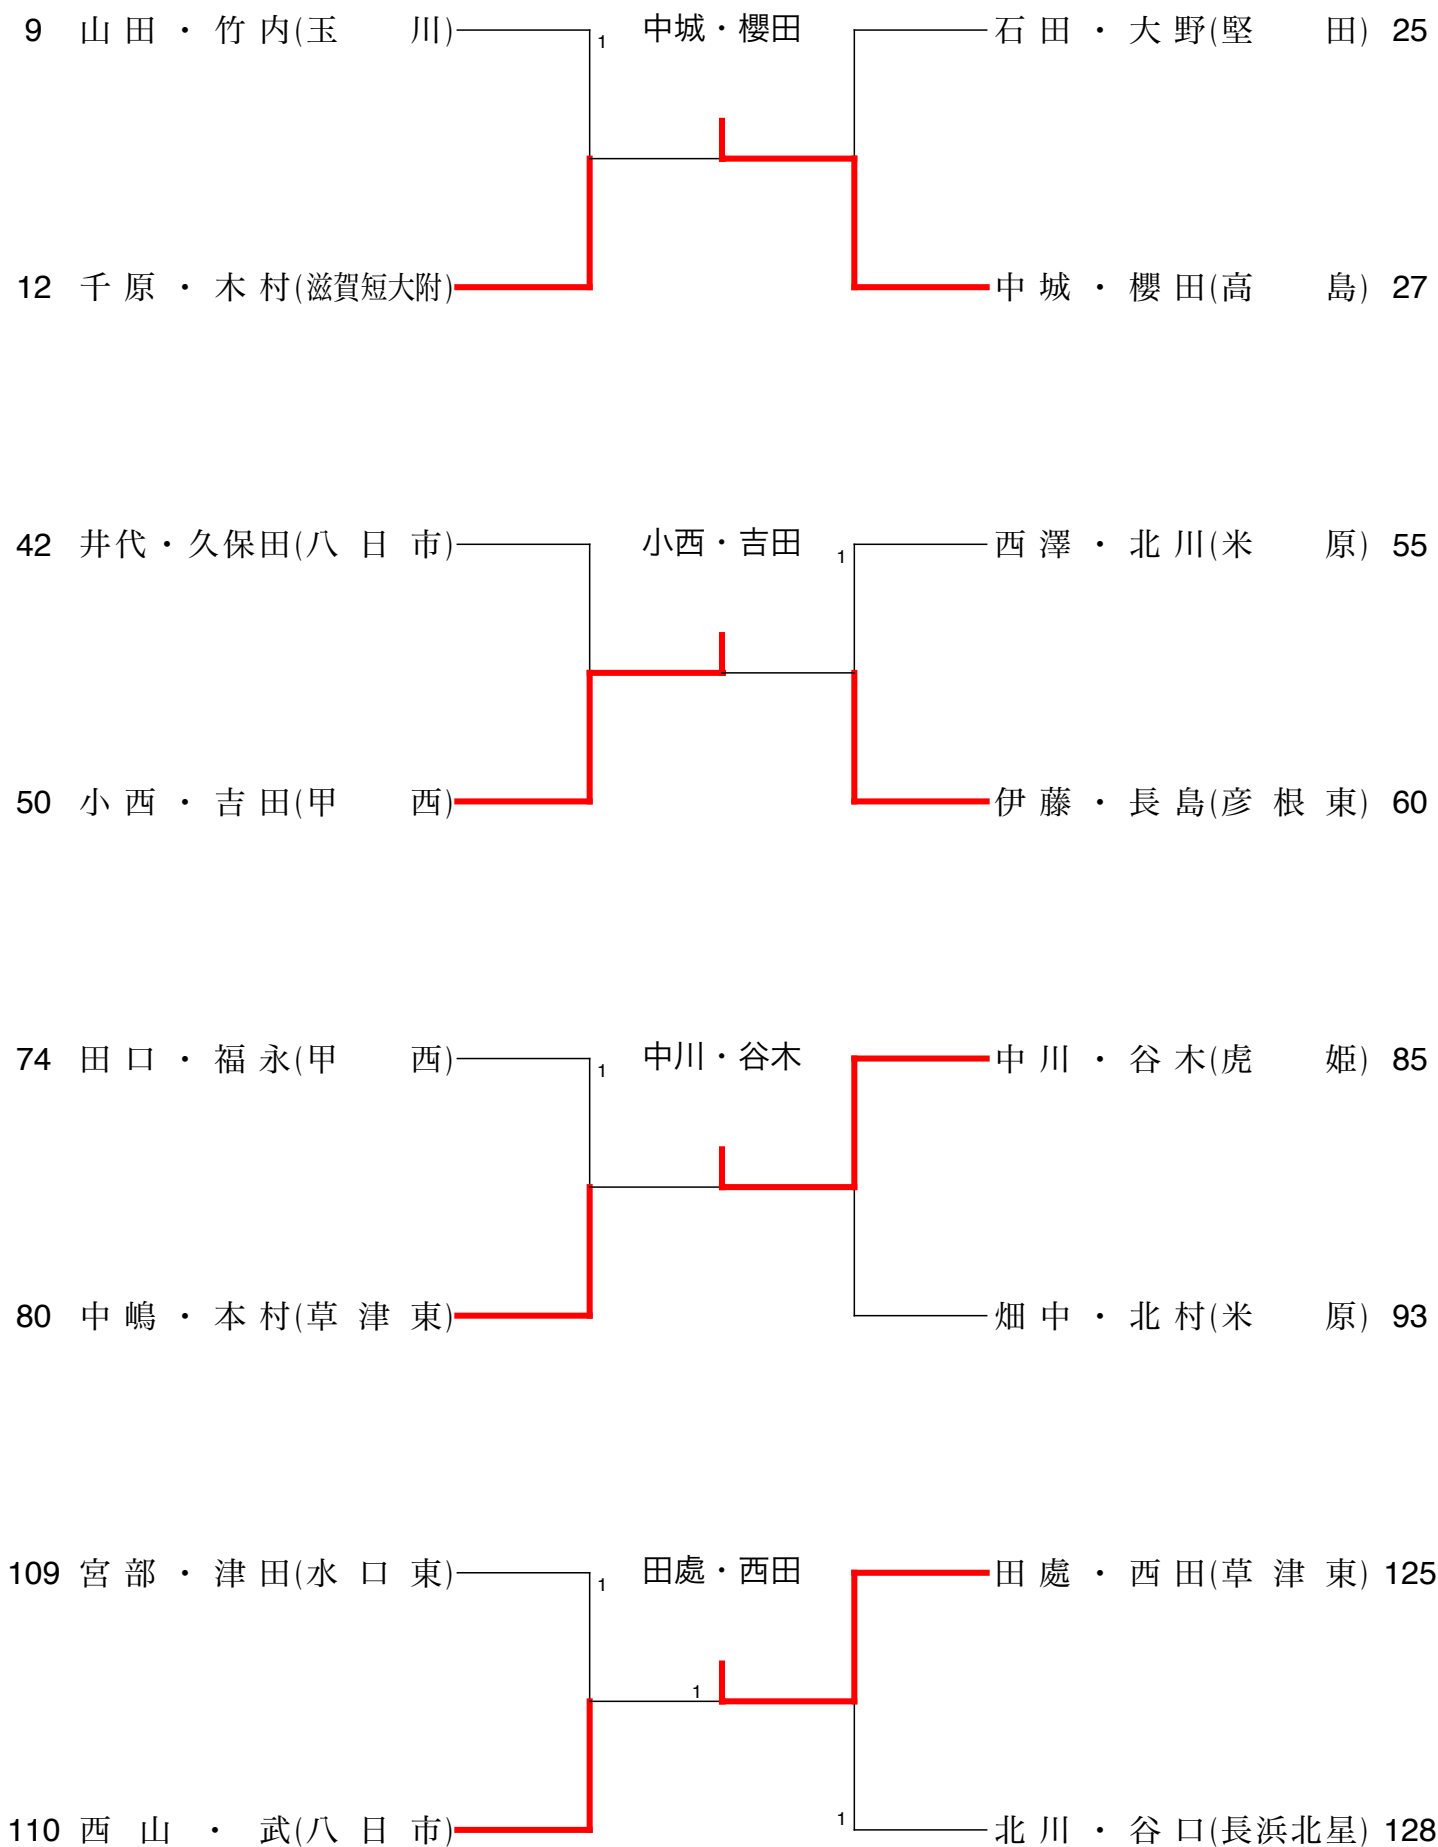 9 山田・竹内(玉川) 1 中城・櫻田 石田・大野(堅田) 25
12 千原・木村(滋賀短大附) 中城・櫻田(高島) 27
42 井代・久保田(八日市) 小西・吉田 1 西澤・北川(米原) 55
50 小西・吉田(甲西) 伊藤・長島(彦根東) 60
74 田口・福永(甲西) 1 中川・谷木 中川・谷木(虎姫) 85
80 中嶋・本村(草津東) 畑中・北村(米原) 93
109 宮部・津田(水口東) 1 田處・西田 田處・西田(草津東) 125
1
110 西山・武(八日市) 1 北川・谷口(長浜北星) 128